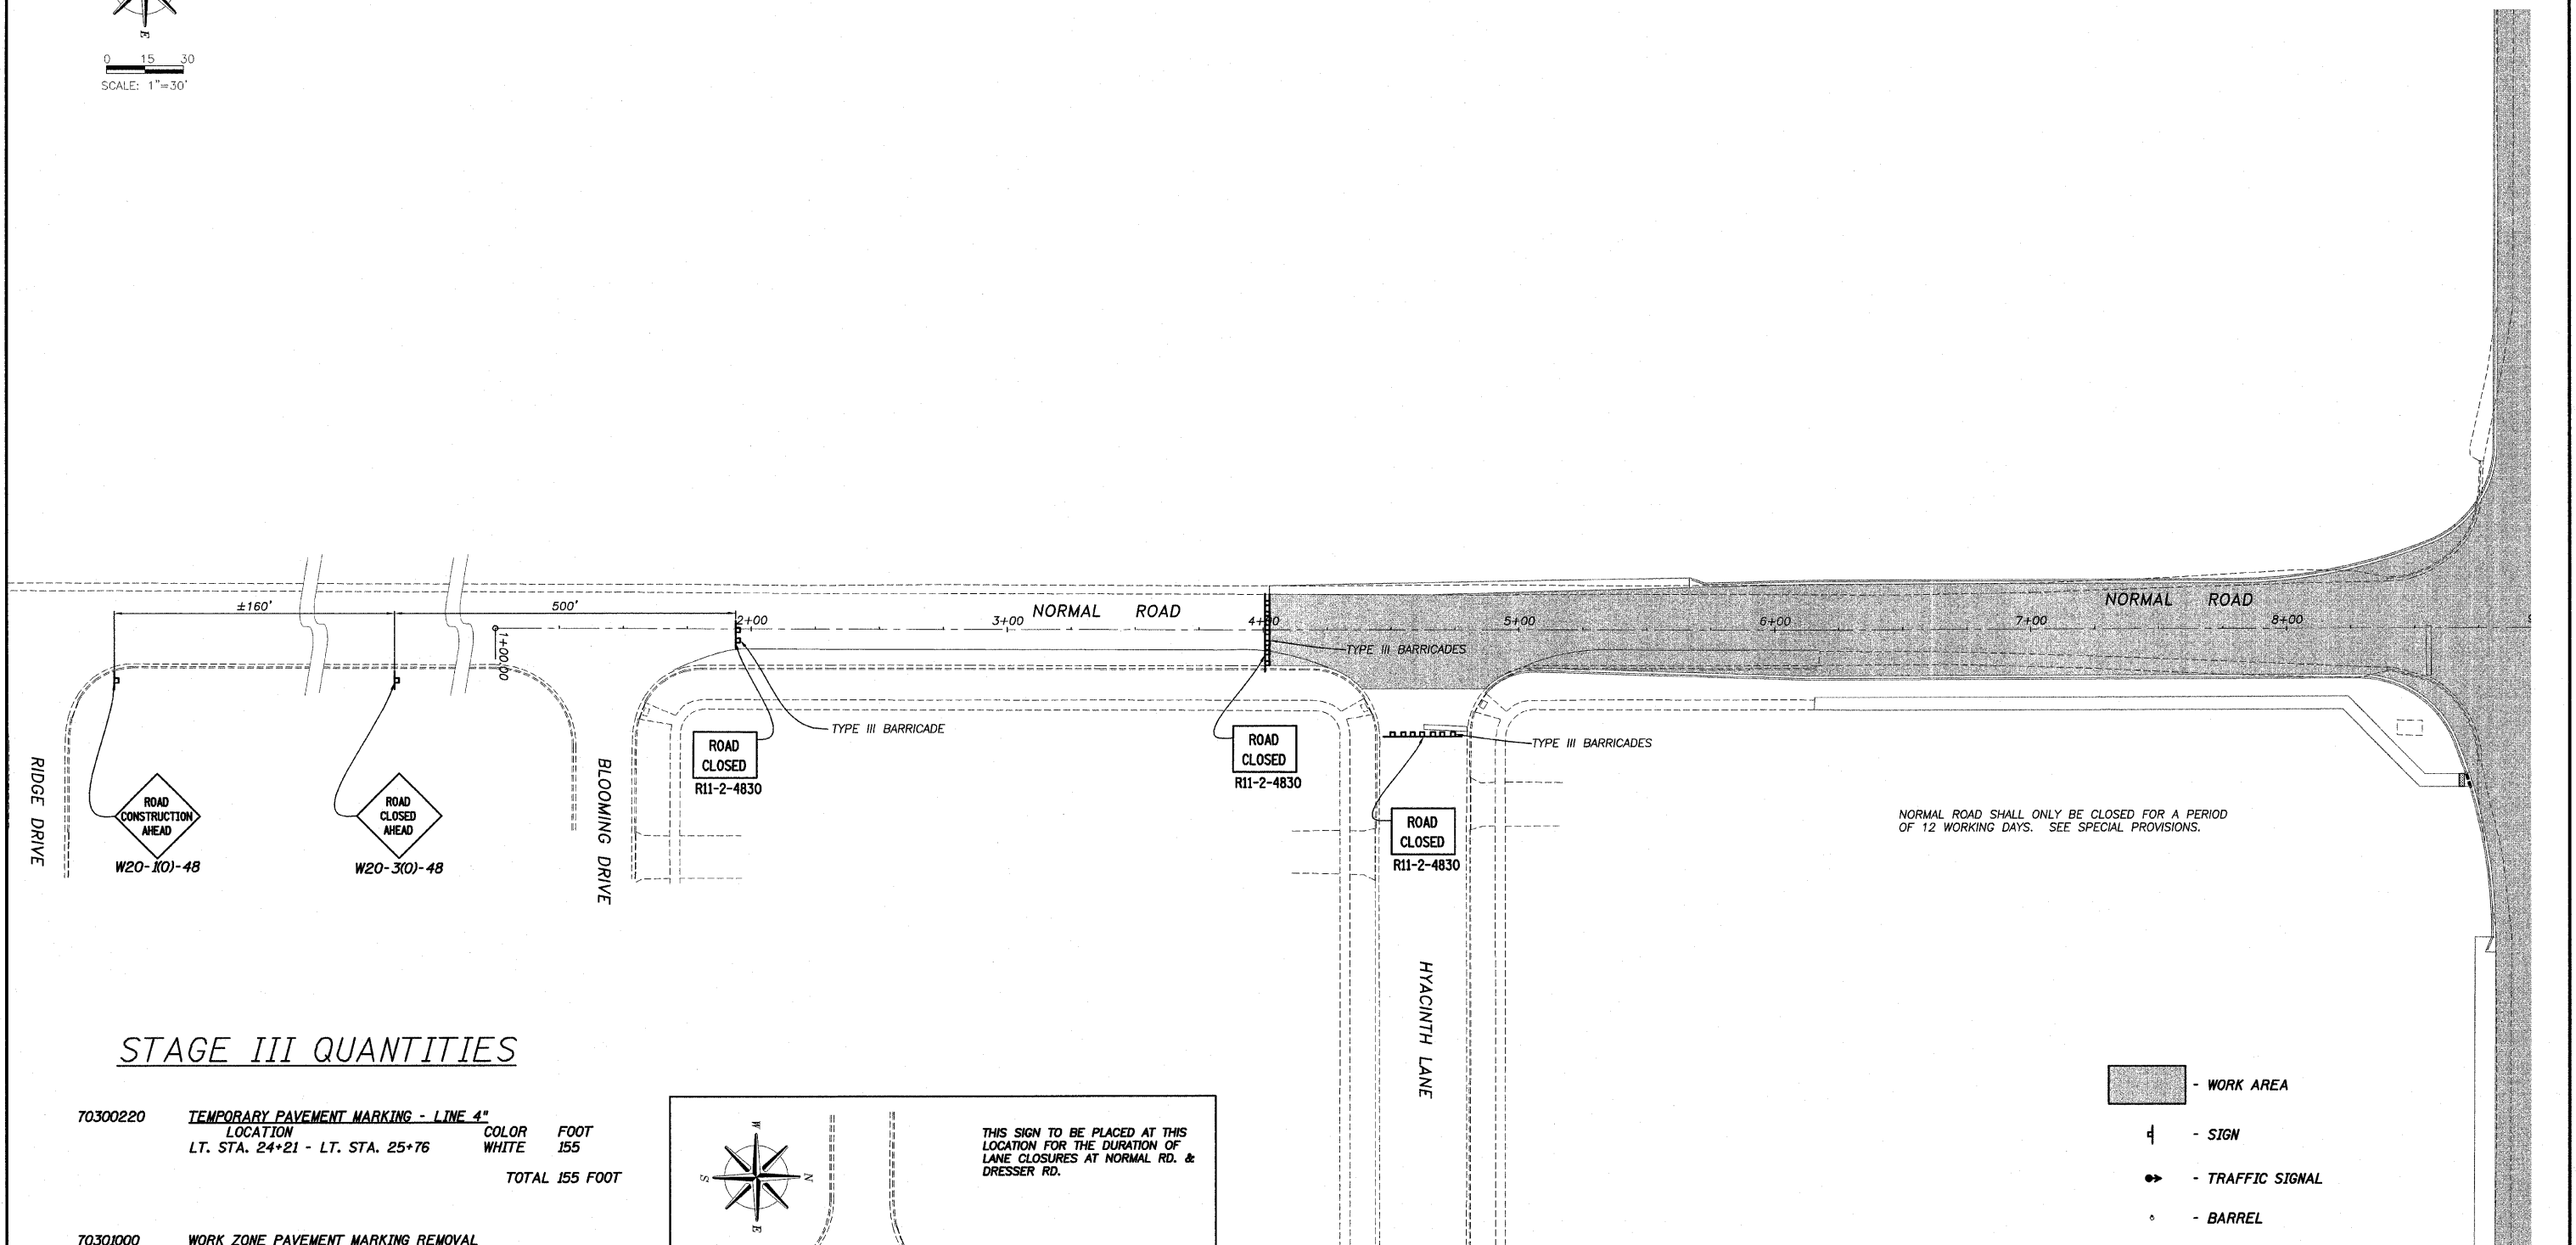 E
0 15 30
SCALE: 1"=30'
±160'
500'
1+00.00
2+00
3+00
NORMAL ROAD
4+00
5+00
6+00
7+00
NORMAL ROAD
8+00
TYPE III BARRICADES
TYPE III BARRICADE
TYPE III BARRICADES
ROAD
CLOSED
R11-2-4830
ROAD
CLOSED
R11-2-4830
ROAD
CLOSED
R11-2-4830
RIDGE DRIVE
ROAD
CONSTRUCTION
AHEAD
W20-1(O)-48
ROAD
CLOSED
AHEAD
W20-3(O)-48
BLOOMING DRIVE
HYACINTH LANE
NORMAL ROAD SHALL ONLY BE CLOSED FOR A PERIOD
OF 12 WORKING DAYS. SEE SPECIAL PROVISIONS.
STAGE III QUANTITIES
70300220 TEMPORARY PAVEMENT MARKING - LINE 4"
LOCATION COLOR FOOT
LT. STA. 24+21 - LT. STA. 25+76 WHITE 155
TOTAL 155 FOOT
70301000 WORK ZONE PAVEMENT MARKING REMOVAL
W
S N
E
THIS SIGN TO BE PLACED AT THIS
LOCATION FOR THE DURATION OF
LANE CLOSURES AT NORMAL RD. &
DRESSER RD.
- WORK AREA
- SIGN
- TRAFFIC SIGNAL
- BARREL